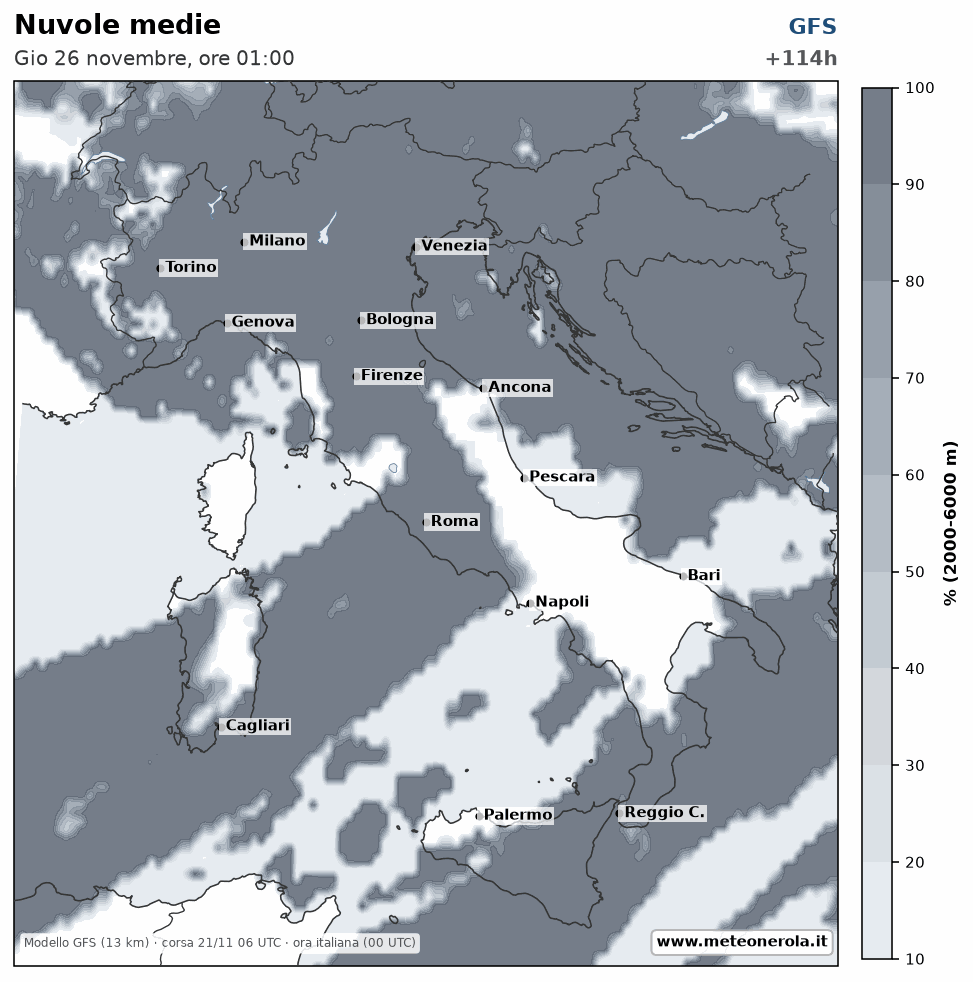 Nuvole medie
GFS
Gio 26 novembre, ore 01:00
+114h
100
90
80
70
60
50
40
30
20
10
% (2000-6000 m)
Milano
Venezia
Torino
Genova
Bologna
Firenze
Ancona
Pescara
Roma
Bari
Napoli
Cagliari
Palermo
Reggio C.
Modello GFS (13 km) · corsa 21/11 06 UTC · ora italiana (00 UTC)
www.meteonerola.it